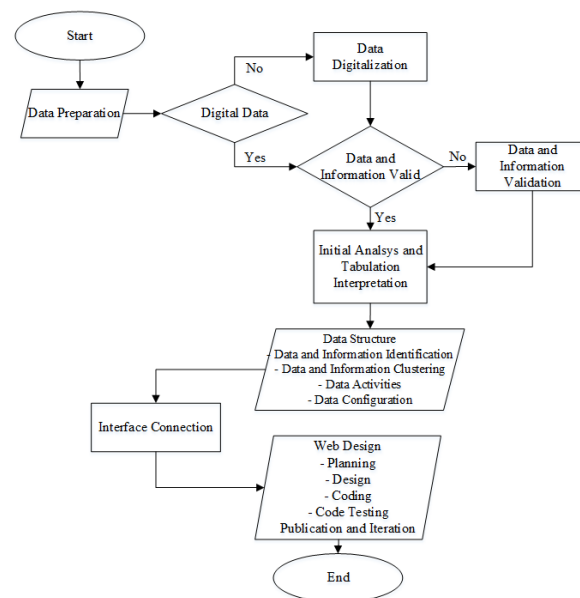 Start
Data Preparation
Digital Data
No
Yes
Data
Digitalization
Data and
Information Valid
No
Data and
Information
Validation
Yes
Initial Analsys and
Tabulation
Interpretation
Data Structure
- Data and Information Identification
- Data and Information Clustering
- Data Activities
- Data Configuration
Interface Connection
Web Design
- Planning
- Design
- Coding
- Code Testing
Publication and Iteration
End